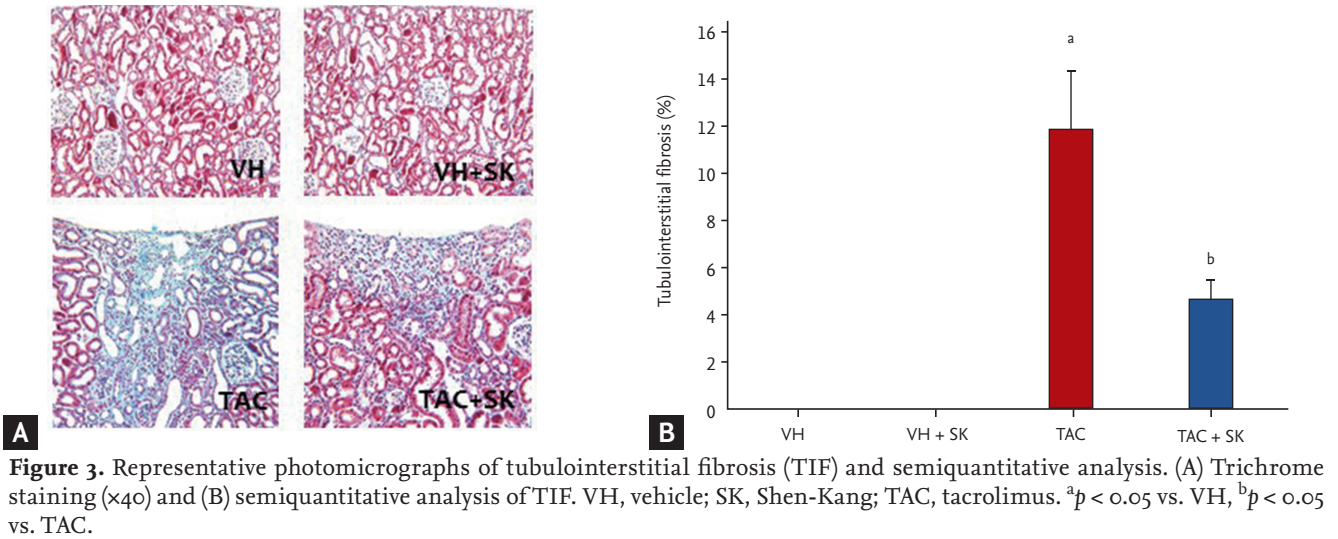 VH
VH+SK
TAC
TAC+SK
A
Tubulointerstitial fibrosis (%)
16
14
12
10
8
6
4
2
0
a
b
VH
VH + SK
TAC
TAC + SK
B
Figure 3. Representative photomicrographs of tubulointerstitial fibrosis (TIF) and semiquantitative analysis. (A) Trichrome
staining (×40) and (B) semiquantitative analysis of TIF. VH, vehicle; SK, Shen-Kang; TAC, tacrolimus. ᵃp < 0.05 vs. VH, ᵇp < 0.05
vs. TAC.